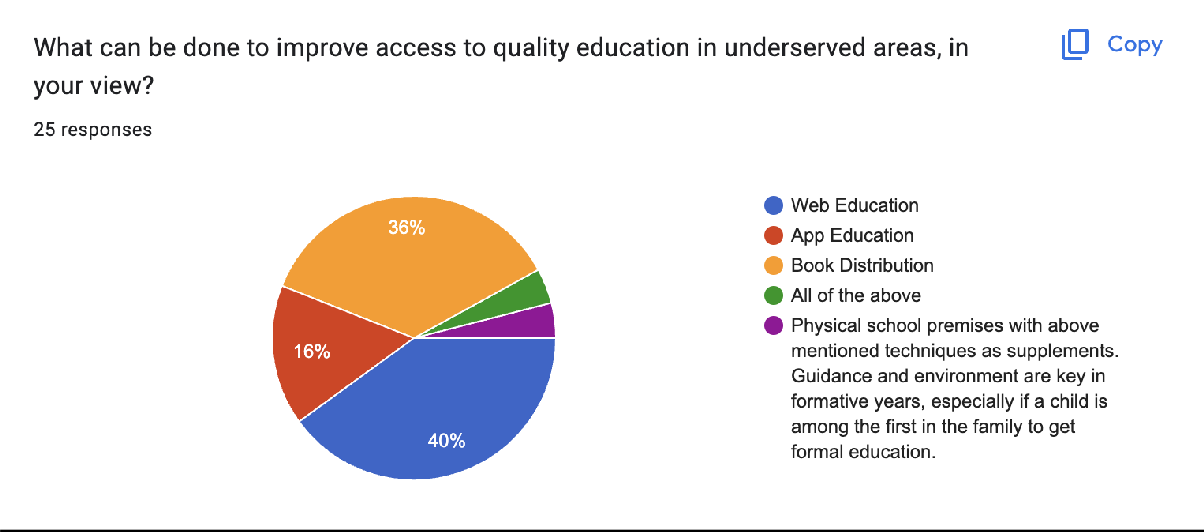 What can be done to improve access to quality education in underserved areas, in
your view?
Copy
25 responses
36%
16%
40%
Web Education
App Education
Book Distribution
All of the above
Physical school premises with above
mentioned techniques as supplements.
Guidance and environment are key in
formative years, especially if a child is
among the first in the family to get
formal education.